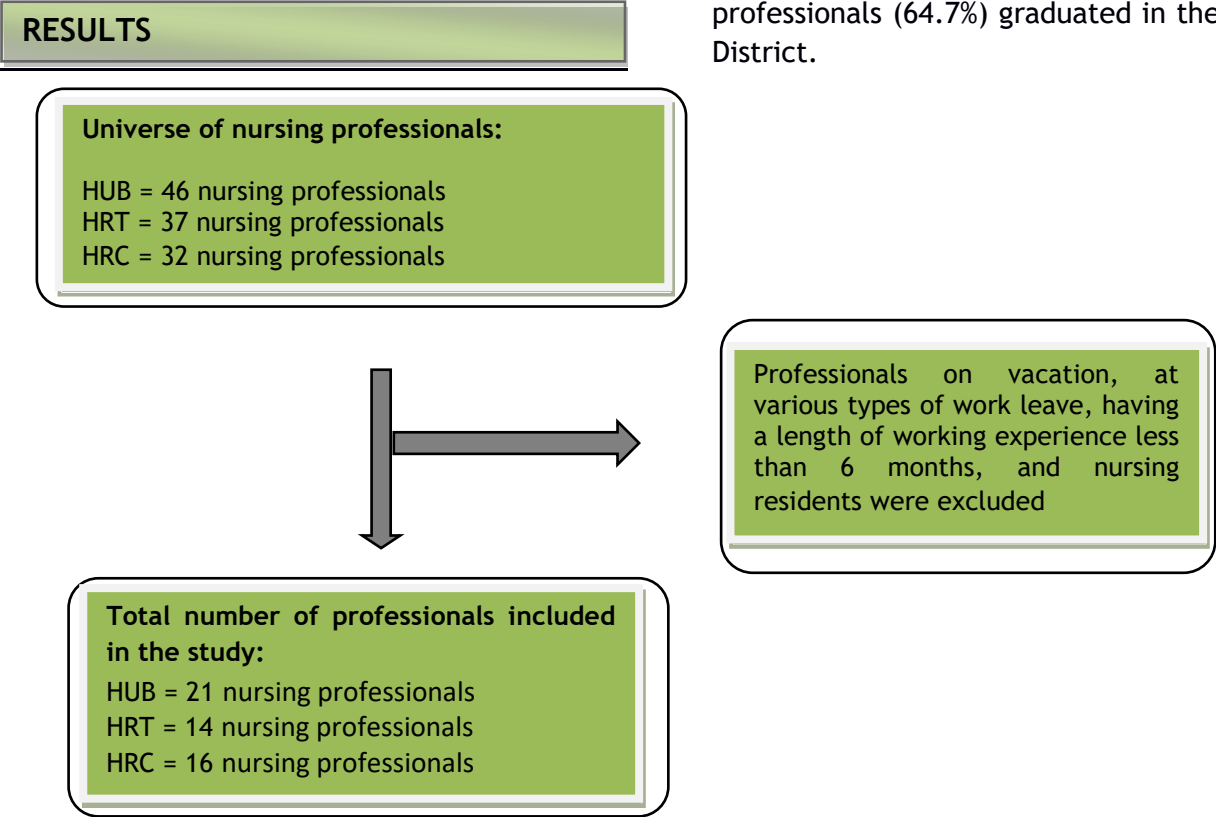 RESULTS
professionals (64.7%) graduated in the
District.
Universe of nursing professionals:
HUB = 46 nursing professionals
HRT = 37 nursing professionals
HRC = 32 nursing professionals
Professionals on vacation, at
various types of work leave, having
a length of working experience less
than 6 months, and nursing
residents were excluded
Total number of professionals included
in the study:
HUB = 21 nursing professionals
HRT = 14 nursing professionals
HRC = 16 nursing professionals